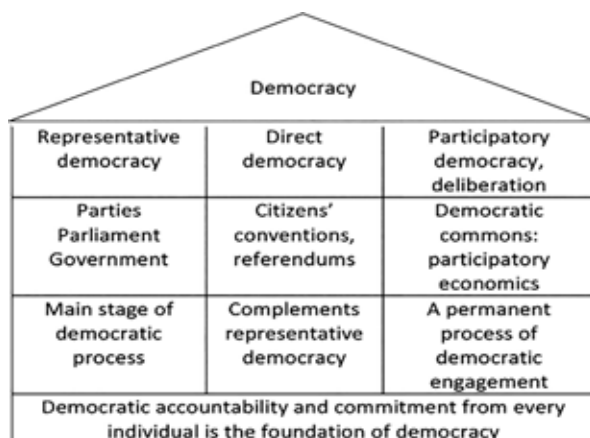 Democracy
Representative
democracy
Direct
democracy
Participatory
democracy,
deliberation
Parties
Parliament
Government
Citizens’
conventions,
referendums
Democratic
commons:
participatory
economics
Main stage of
democratic
process
Complements
representative
democracy
A permanent
process of
democratic
engagement
Democratic accountability and commitment from every
individual is the foundation of democracy